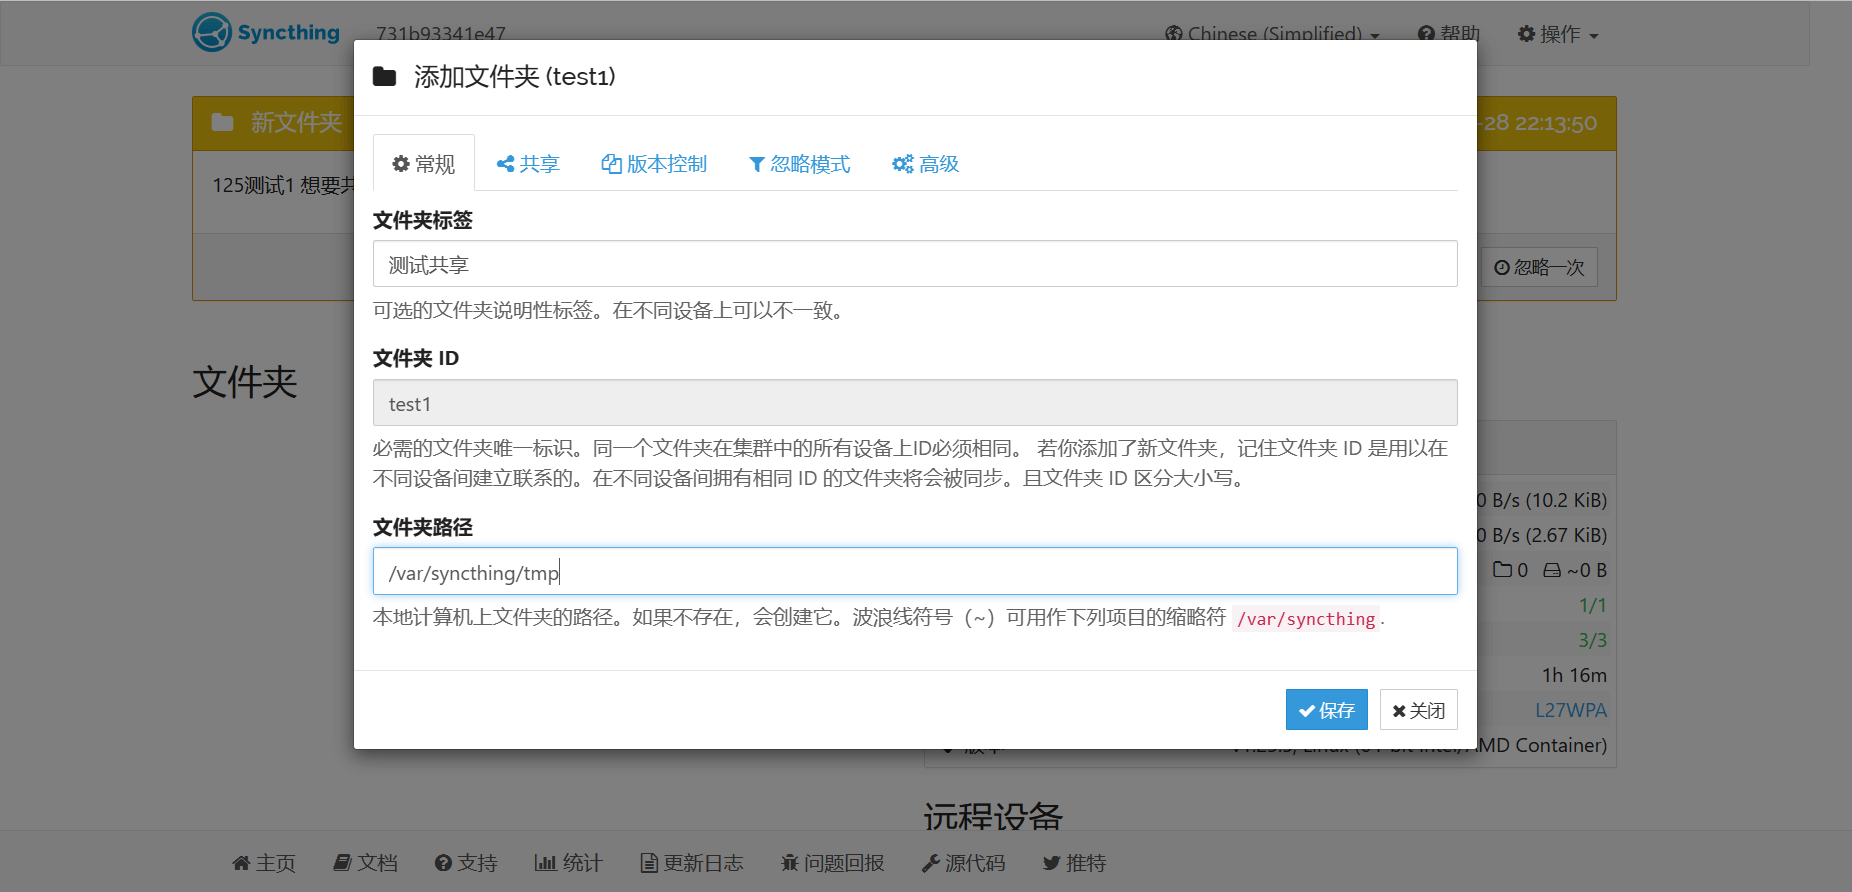 Syncthing
731b93341e47
Chinese (Simplified)
帮助
操作
添加文件夹 (test1)
新文件夹
-28 22:13:50
常规
共享
版本控制
忽略模式
高级
125测试1 想要共
文件夹标签
测试共享
忽略一次
可选的文件夹说明性标签。在不同设备上可以不一致。
文件夹 ID
文件夹
test1
必需的文件夹唯一标识。同一个文件夹在集群中的所有设备上ID必须相同。 若你添加了新文件夹，记住文件夹 ID 是用以在
不同设备间建立联系的。在不同设备间拥有相同 ID 的文件夹将会被同步。且文件夹 ID 区分大小写。
0 B/s (10.2 KiB)
文件夹路径
0 B/s (2.67 KiB)
/var/syncthing/tmp
0 ~0 B
本地计算机上文件夹的路径。如果不存在，会创建它。波浪线符号（~）可用作下列项目的缩略符 /var/syncthing.
1/1
3/3
1h 16m
保存
关闭
L27WPA
AMD Container)
远程设备
主页
文档
支持
统计
更新日志
问题回报
源代码
推特